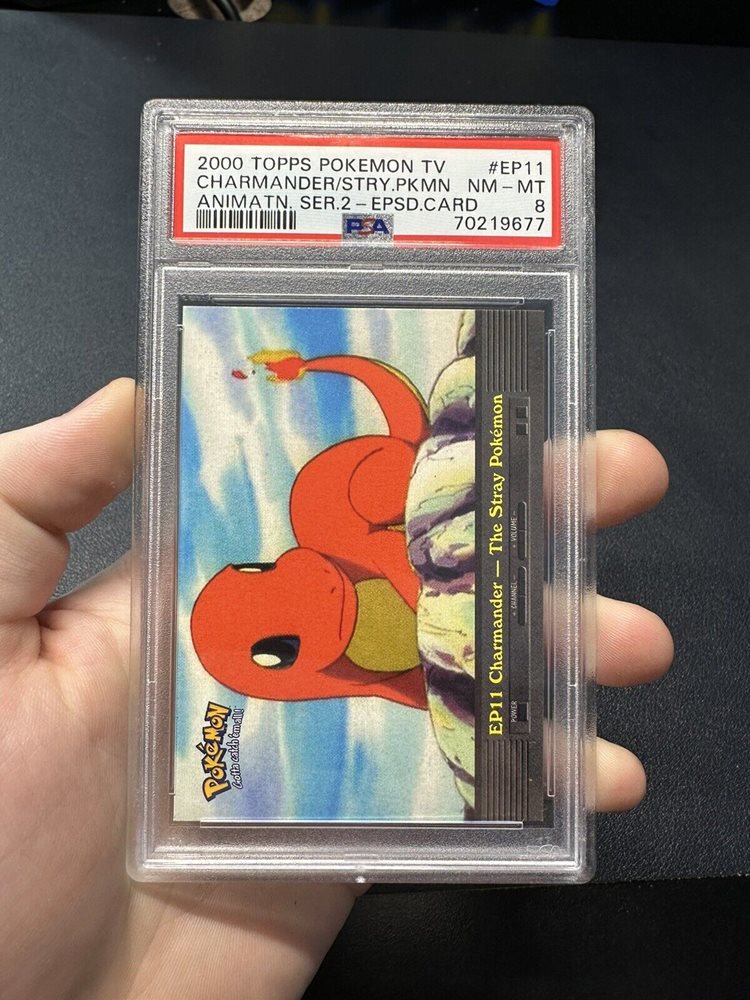 2000 TOPPS POKEMON TV #EP11
CHARMANDER/STRY.PKMN NM - MT
ANIMATN. SER.2 - EPSD.CARD 8
PSA 70219677
POKéMON
Gotta catch 'em all!
EP11 Charmander — The Stray Pokémon
POWER + CHANNEL - + VOLUME -